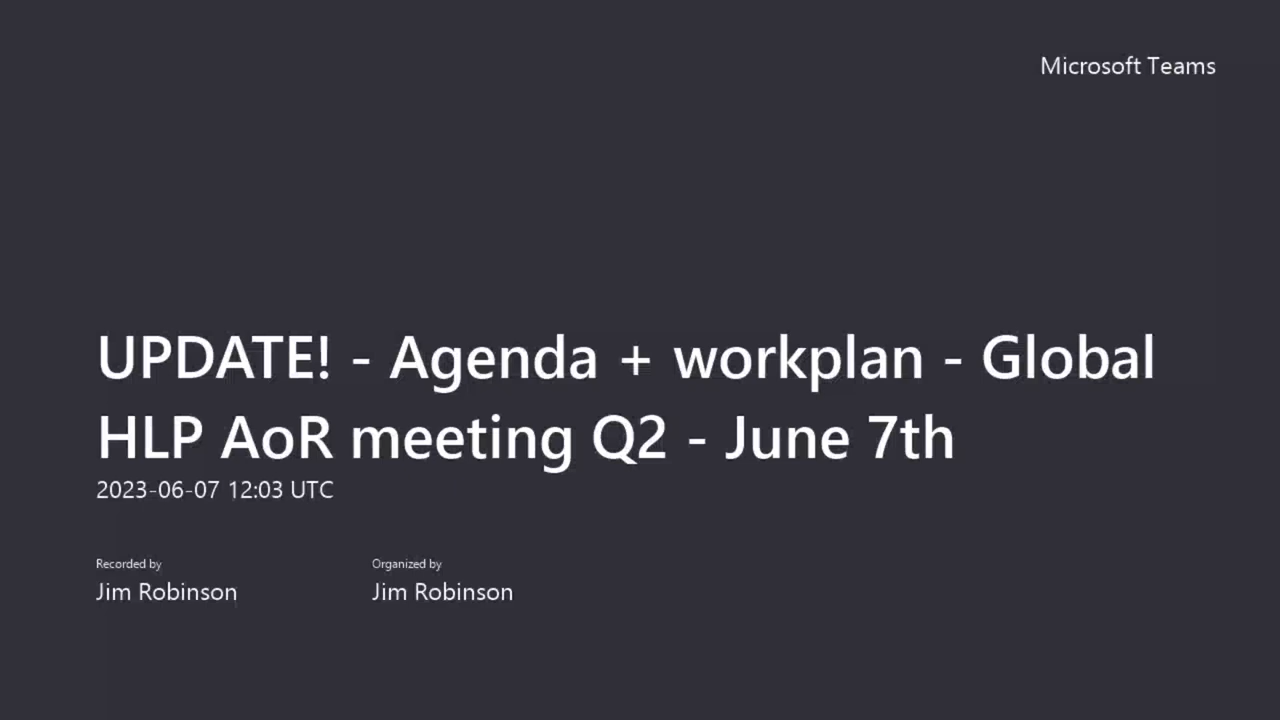 Microsoft Teams
UPDATE! - Agenda + workplan - Global
HLP AoR meeting Q2 - June 7th
2023-06-07 12:03 UTC
Recorded by
Organized by
Jim Robinson
Jim Robinson